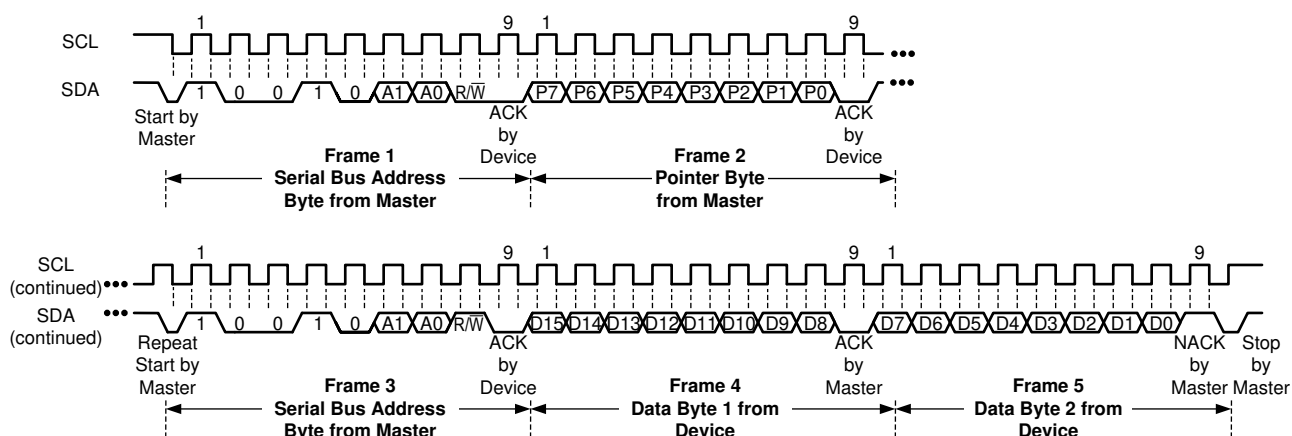 1 9 1 9
SCL •••
SDA 1 0 0 1 0 A1 A0 R/W̅ P7 P6 P5 P4 P3 P2 P1 P0 •••
Start by Master
ACK by Device
ACK by Device
Frame 1
Serial Bus Address
Byte from Master
Frame 2
Pointer Byte
from Master
1 9 1 9 1 9
SCL
(continued) •••
SDA
(continued) ••• 1 0 0 1 0 A1 A0 R/W̅ D15 D14 D13 D12 D11 D10 D9 D8 D7 D6 D5 D4 D3 D2 D1 D0
Repeat
Start by
Master
ACK
by
Device
ACK
by
Master
NACK
by
Master
Stop
by
Master
Frame 3
Serial Bus Address
Byte from Master
Frame 4
Data Byte 1 from
Device
Frame 5
Data Byte 2 from
Device